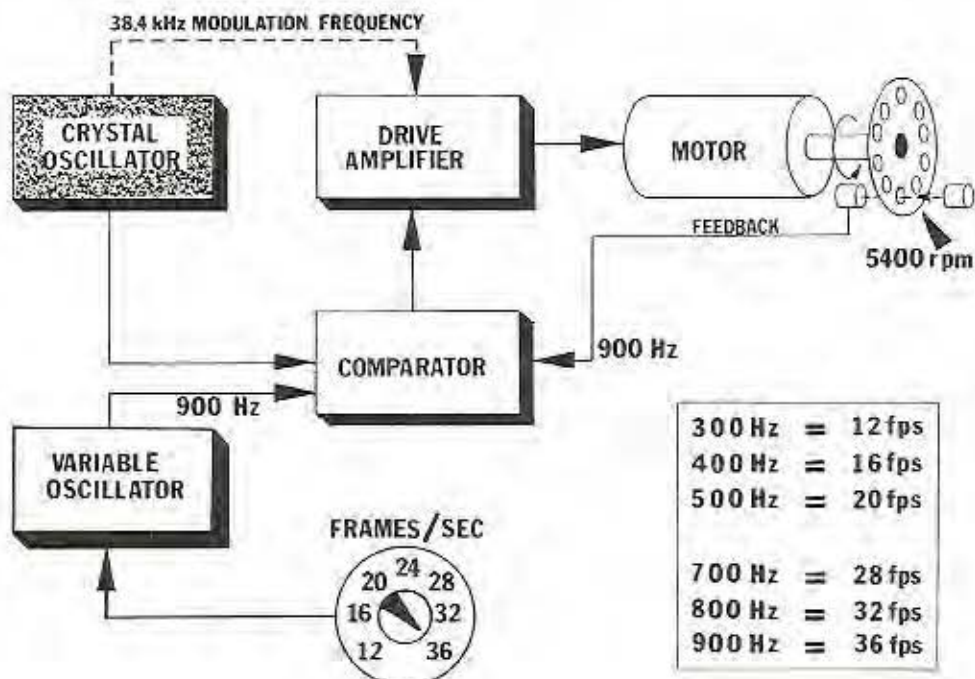 38.4 kHz MODULATION FREQUENCY
CRYSTAL
OSCILLATOR
DRIVE
AMPLIFIER
MOTOR
FEEDBACK
5400 rpm
COMPARATOR
900 Hz
900 Hz
VARIABLE
OSCILLATOR
FRAMES/SEC
12
16
20
24
28
32
36
300 Hz = 12 fps
400 Hz = 16 fps
500 Hz = 20 fps
700 Hz = 28 fps
800 Hz = 32 fps
900 Hz = 36 fps